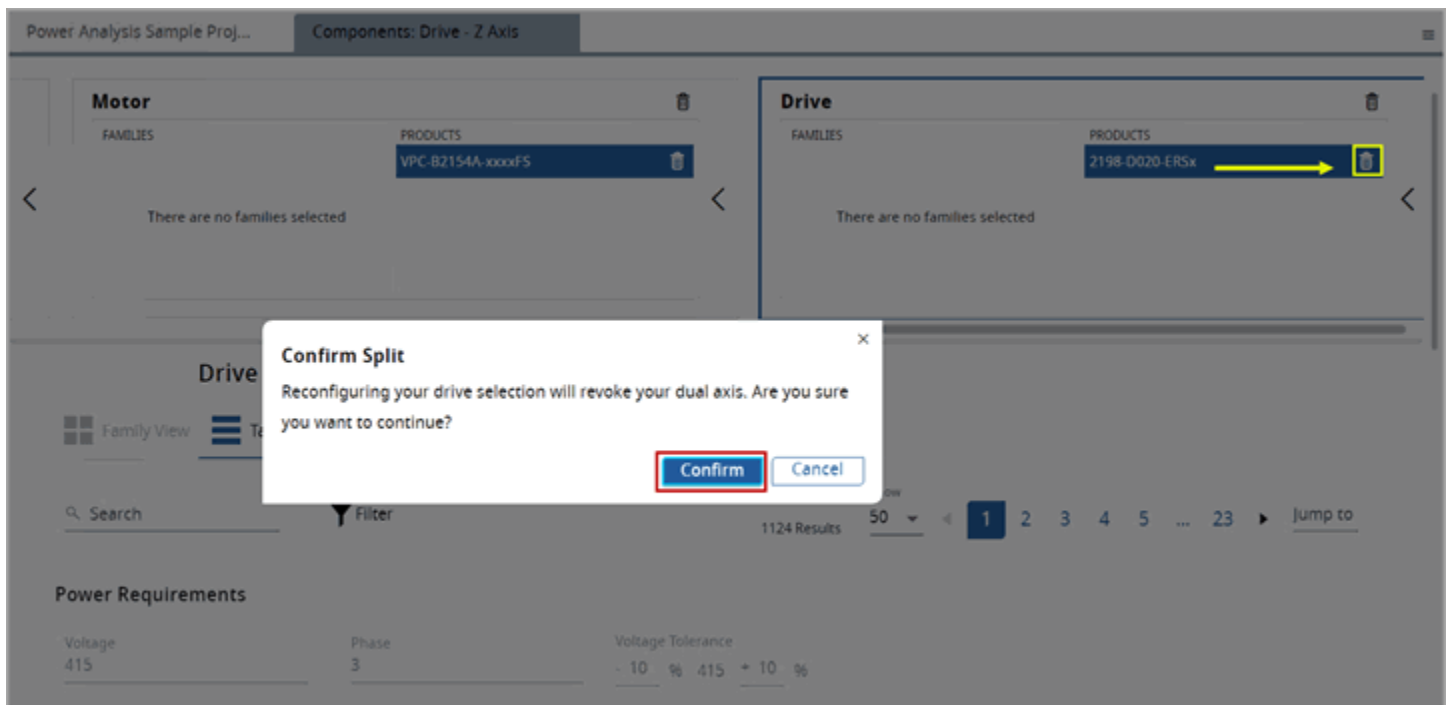 Power Analysis Sample Proj...
Components: Drive - Z Axis
Motor
FAMILIES
PRODUCTS
VPC-B2154A-xxxxFS
There are no families selected
Drive
FAMILIES
PRODUCTS
2198-D020-ERSx
There are no families selected
Confirm Split
Reconfiguring your drive selection will revoke your dual axis. Are you sure
you want to continue?
Confirm
Cancel
Drive
Family View
Search
Filter
1124 Results
50
1 2 3 4 5 ... 23
Jump to
Power Requirements
Voltage
415
Phase
3
Voltage Tolerance
- 10 % 415 + 10 %